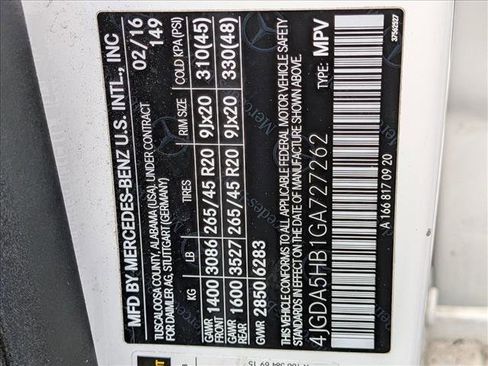 MFD BY MERCEDES-BENZ U.S. INTL., INC
TUSCALOOSA COUNTY, ALABAMA (USA), UNDER CONTRACT
FOR DAIMLER AG, STUTTGART (GERMANY)
02/16
149
KG LB TIRES RIM SIZE COLD KPA (PSI)
GAWR FRONT 1400 3086 265/45 R20 9Jx20 310(45)
GAWR REAR 1600 3527 265/45 R20 9Jx20 330(48)
GWR 2850 6283
THIS VEHICLE CONFORMS TO ALL APPLICABLE FEDERAL MOTOR VEHICLE SAFETY
STANDARDS IN EFFECT ON THE DATE OF MANUFACTURE SHOWN ABOVE.
4JGDA5HB1GA727262 TYPE: MPV
A 166 817 09 20
37562527